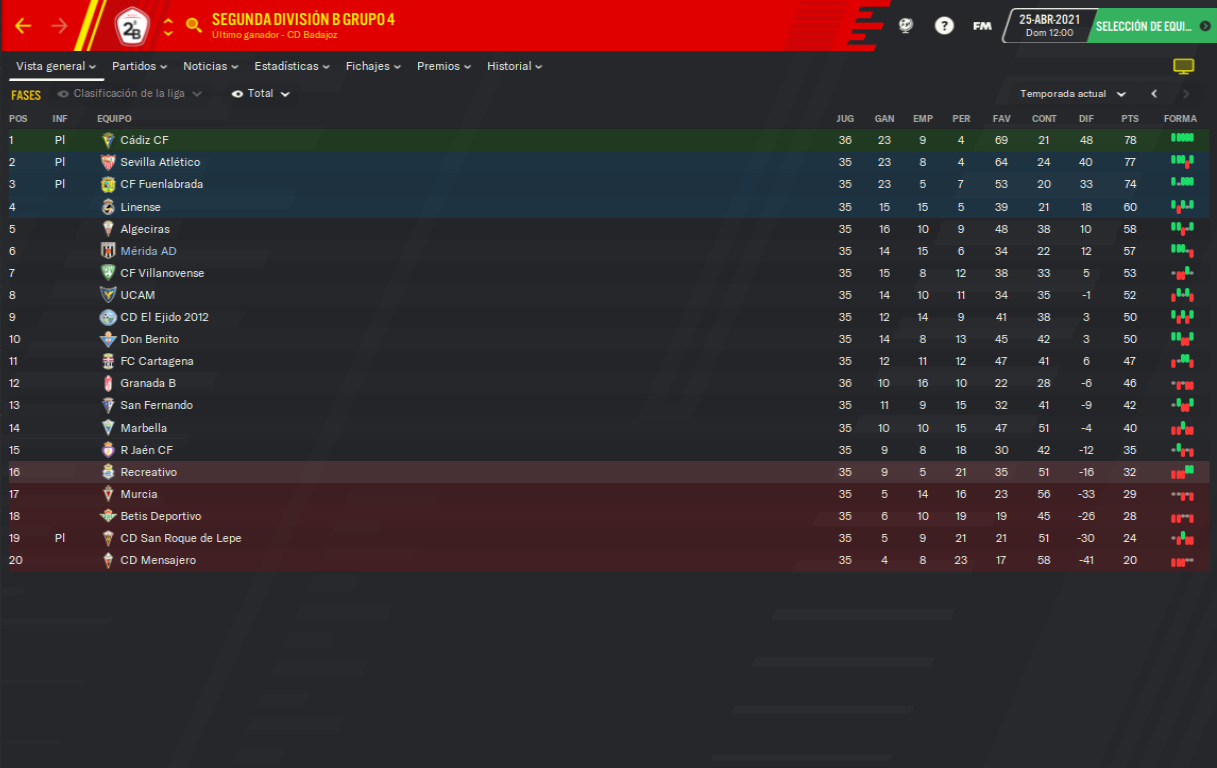 2ªB
SEGUNDA DIVISIÓN B GRUPO 4
Último ganador - CD Badajoz
?
FM
25-ABR-2021
Dom 12:00
SELECCIÓN DE EQUI...
Vista general Partidos Noticias Estadísticas Fichajes Premios Historial
FASES Clasificación de la liga Total Temporada actual
POS INF EQUIPO JUG GAN EMP PER FAV CONT DIF PTS FORMA
1 Pl Cádiz CF 36 23 9 4 69 21 48 78
2 Pl Sevilla Atlético 35 23 8 4 64 24 40 77
3 Pl CF Fuenlabrada 35 23 5 7 53 20 33 74
4 Linense 35 15 15 5 39 21 18 60
5 Algeciras 35 16 10 9 48 38 10 58
6 Mérida AD 35 14 15 6 34 22 12 57
7 CF Villanovense 35 15 8 12 38 33 5 53
8 UCAM 35 14 10 11 34 35 -1 52
9 CD El Ejido 2012 35 12 14 9 41 38 3 50
10 Don Benito 35 14 8 13 45 42 3 50
11 FC Cartagena 35 12 11 12 47 41 6 47
12 Granada B 36 10 16 10 22 28 -6 46
13 San Fernando 35 11 9 15 32 41 -9 42
14 Marbella 35 10 10 15 47 51 -4 40
15 R Jaén CF 35 9 8 18 30 42 -12 35
16 Recreativo 35 9 5 21 35 51 -16 32
17 Murcia 35 5 14 16 23 56 -33 29
18 Betis Deportivo 35 6 10 19 19 45 -26 28
19 Pl CD San Roque de Lepe 35 5 9 21 21 51 -30 24
20 CD Mensajero 35 4 8 23 17 58 -41 20